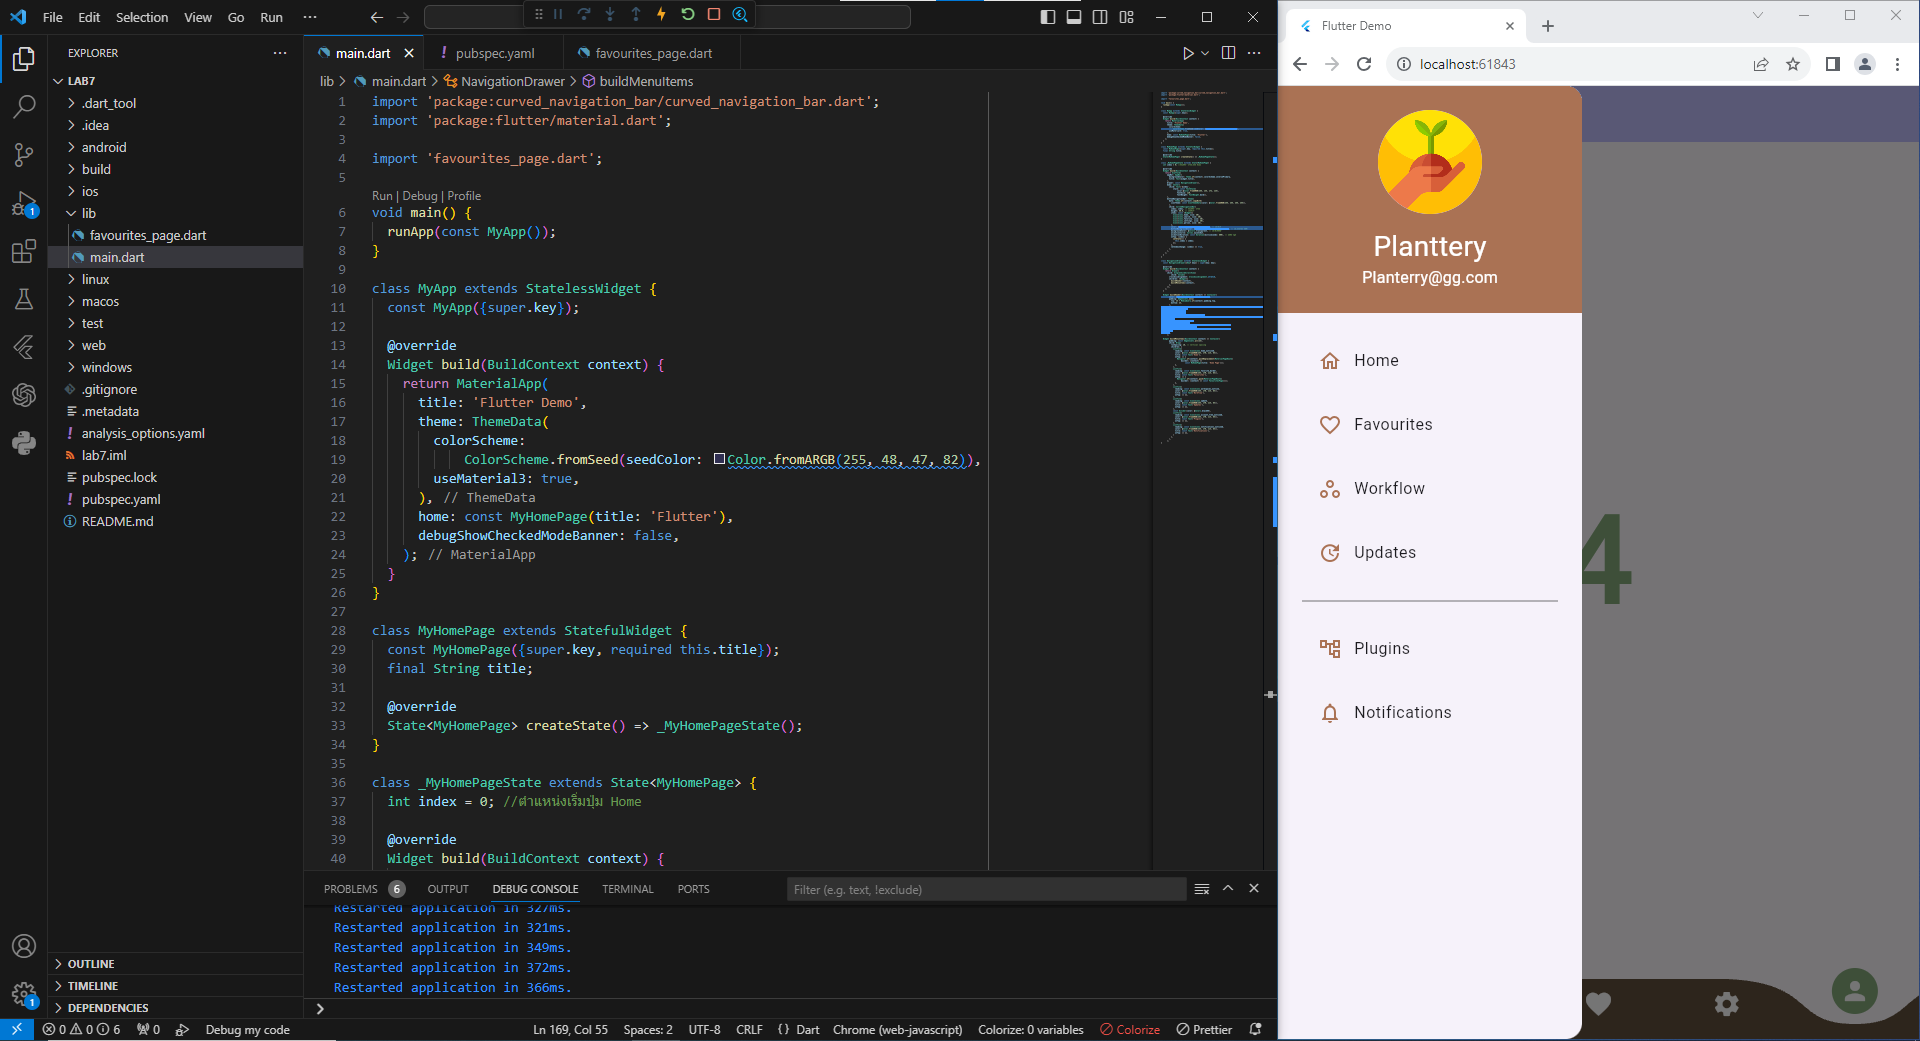 File Edit Selection View Go Run ···
EXPLORER
LAB7
.dart_tool
.idea
android
build
ios
lib
favourites_page.dart
main.dart
linux
macos
test
web
windows
.gitignore
.metadata
! analysis_options.yaml
lab7.iml
pubspec.lock
! pubspec.yaml
README.md
OUTLINE
TIMELINE
DEPENDENCIES
1
1
main.dart
! pubspec.yaml
favourites_page.dart
lib > main.dart > NavigationDrawer > buildMenuItems
1 import 'package:curved_navigation_bar/curved_navigation_bar.dart';
2 import 'package:flutter/material.dart';
3
4 import 'favourites_page.dart';
5
Run | Debug | Profile
6 void main() {
7 runApp(const MyApp());
8 }
9
10 class MyApp extends StatelessWidget {
11 const MyApp({super.key});
12
13 @override
14 Widget build(BuildContext context) {
15 return MaterialApp(
16 title: 'Flutter Demo',
17 theme: ThemeData(
18 colorScheme:
19 ColorScheme.fromSeed(seedColor: Color.fromARGB(255, 48, 47, 82)),
20 useMaterial3: true,
21 ), // ThemeData
22 home: const MyHomePage(title: 'Flutter'),
23 debugShowCheckedModeBanner: false,
24 ); // MaterialApp
25 }
26 }
27
28 class MyHomePage extends StatefulWidget {
29 const MyHomePage({super.key, required this.title});
30 final String title;
31
32 @override
33 State<MyHomePage> createState() => _MyHomePageState();
34 }
35
36 class _MyHomePageState extends State<MyHomePage> {
37 int index = 0; //ตำแหน่งเริ่มปุ่ม Home
38
39 @override
40 Widget build(BuildContext context) {
PROBLEMS 6 OUTPUT DEBUG CONSOLE TERMINAL PORTS
Filter (e.g. text, !exclude)
Restarted application in 327ms.
Restarted application in 321ms.
Restarted application in 349ms.
Restarted application in 372ms.
Restarted application in 366ms.
0 0 6 0 Debug my code
Ln 169, Col 55 Spaces: 2 UTF-8 CRLF { } Dart Chrome (web-javascript) Colorize: 0 variables Colorize Prettier
Flutter Demo
localhost:61843
Planttery
Planterry@gg.com
Home
Favourites
Workflow
Updates
Plugins
Notifications
4